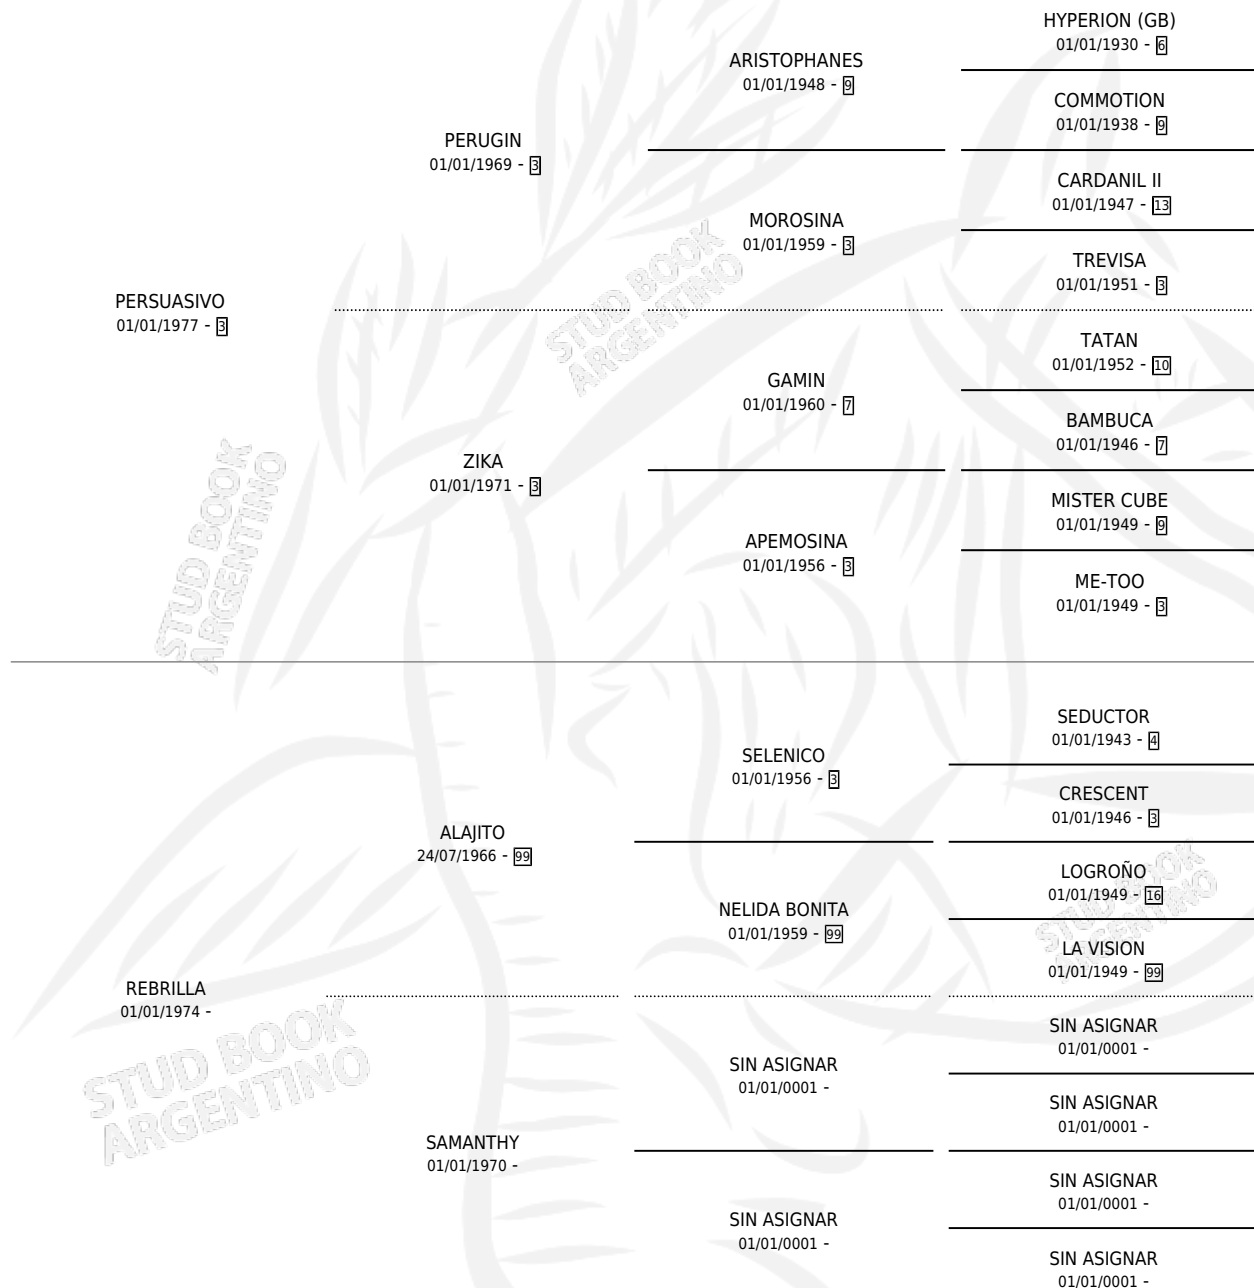 HYPERION (GB)
01/01/1930 - 6
ARISTOPHANES
01/01/1948 - 9
COMMOTION
01/01/1938 - 9
PERUGIN
01/01/1969 - 3
CARDANIL II
01/01/1947 - 13
MOROSINA
01/01/1959 - 3
TREVISA
01/01/1951 - 3
PERSUASIVO
01/01/1977 - 3
TATAN
01/01/1952 - 10
GAMIN
01/01/1960 - 7
BAMBUCA
01/01/1946 - 7
ZIKA
01/01/1971 - 3
MISTER CUBE
01/01/1949 - 9
APEMOSINA
01/01/1956 - 3
ME-TOO
01/01/1949 - 3
SEDUCTOR
01/01/1943 - 4
SELENICO
01/01/1956 - 3
CRESCENT
01/01/1946 - 3
ALAJITO
24/07/1966 - 99
LOGROÑO
01/01/1949 - 16
NELIDA BONITA
01/01/1959 - 99
LA VISION
01/01/1949 - 99
REBRILLA
01/01/1974 -
SIN ASIGNAR
01/01/0001 -
SIN ASIGNAR
01/01/0001 -
SIN ASIGNAR
01/01/0001 -
SAMANTHY
01/01/1970 -
SIN ASIGNAR
01/01/0001 -
SIN ASIGNAR
01/01/0001 -
SIN ASIGNAR
01/01/0001 -
STUD BOOK
ARGENTINO
STUD BOOK
ARGENTINO
STUD BOOK
ARGENTINO
STUD BOOK
ARGENTINO